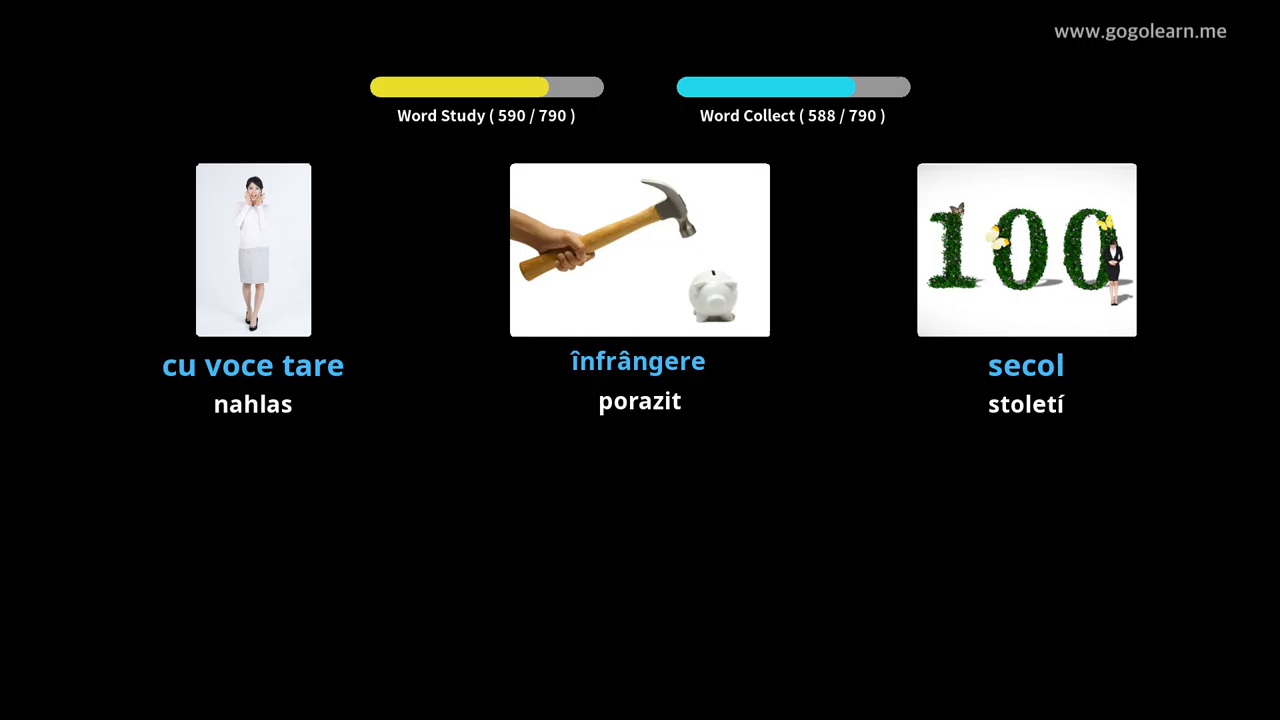 www.gogolearn.me
Word Study ( 590 / 790 )
Word Collect ( 588 / 790 )
100
cu voce tare
nahlas
înfrângere
porazit
secol
století